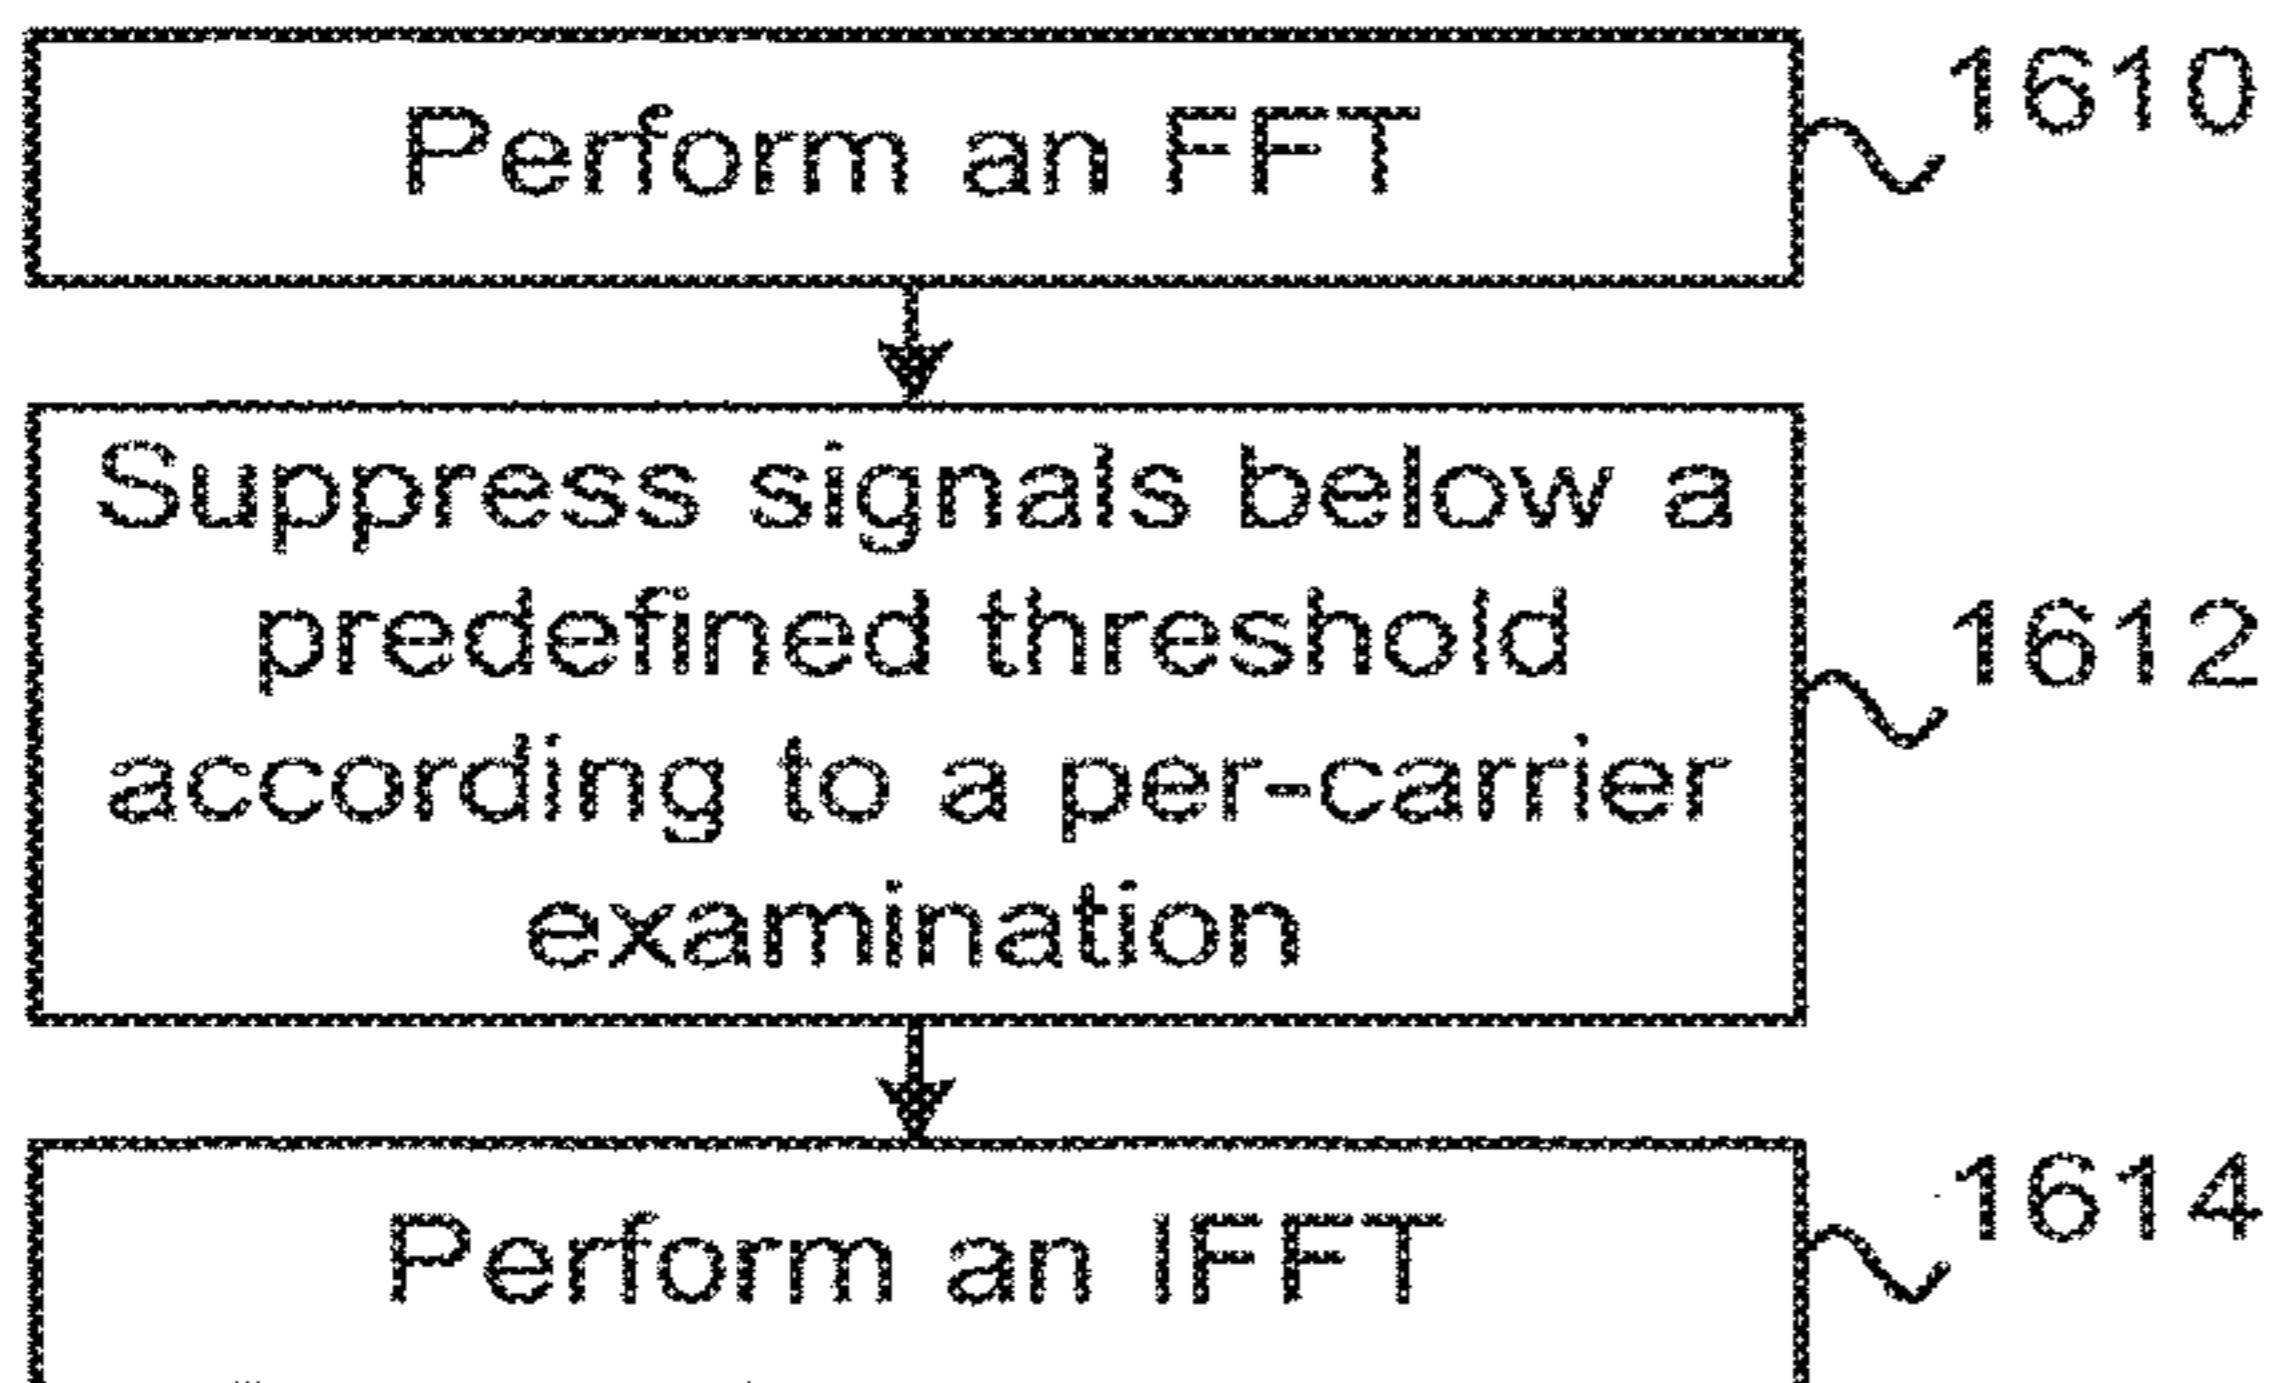 Perform an FFT
1610
Suppress signals below a
predefined threshold
according to a per-carrier
examination
1612
Perform an IFFT
1614